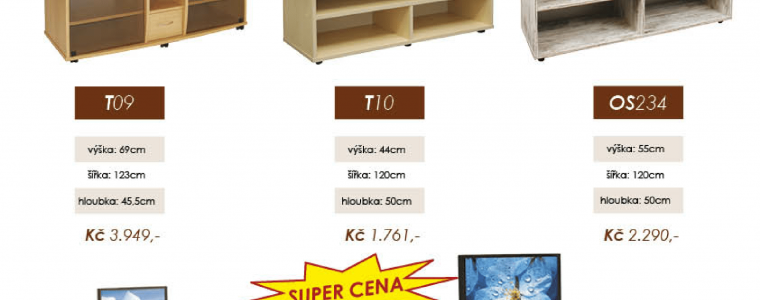 T09
T10
OS234
výška: 69cm
výška: 44cm
výška: 55cm
šířka: 123cm
šířka: 120cm
šířka: 120cm
hloubka: 45,5cm
hloubka: 50cm
hloubka: 50cm
Kč 3.949,-
Kč 1.761,-
Kč 2.290,-
SUPER CENA